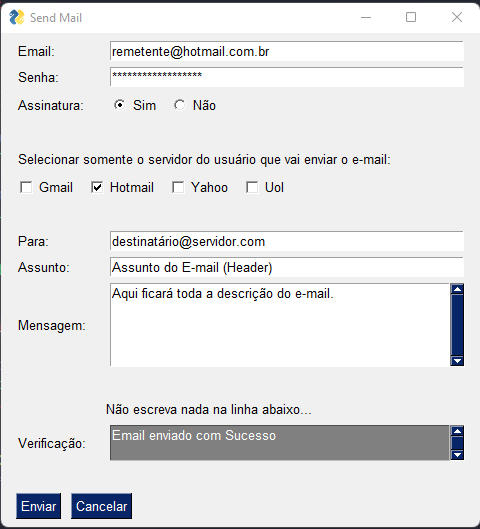 Send Mail
Email: remetente@hotmail.com.br
Senha: ******************
Assinatura: Sim Não
Selecionar somente o servidor do usuário que vai enviar o e-mail:
Gmail Hotmail Yahoo Uol
Para: destinatário@servidor.com
Assunto: Assunto do E-mail (Header)
Aqui ficará toda a descrição do e-mail.
Mensagem:
Não escreva nada na linha abaixo...
Email enviado com Sucesso
Verificação:
Enviar Cancelar